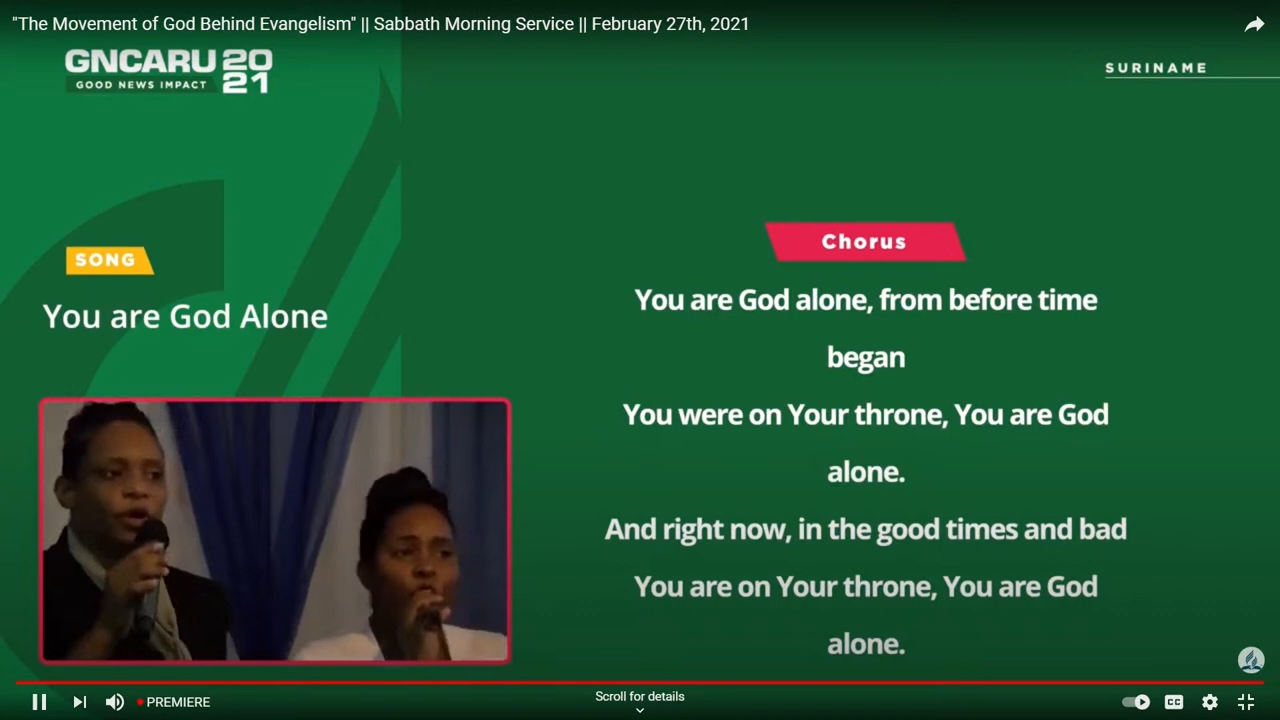 "The Movement of God Behind Evangelism" || Sabbath Morning Service || February 27th, 2021
GNCARU 2021
GOOD NEWS IMPACT
SURINAME
SONG
You are God Alone
Chorus
You are God alone, from before time
began
You were on Your throne, You are God
alone.
And right now, in the good times and bad
You are on Your throne, You are God
alone.
PREMIERE
Scroll for details
CC